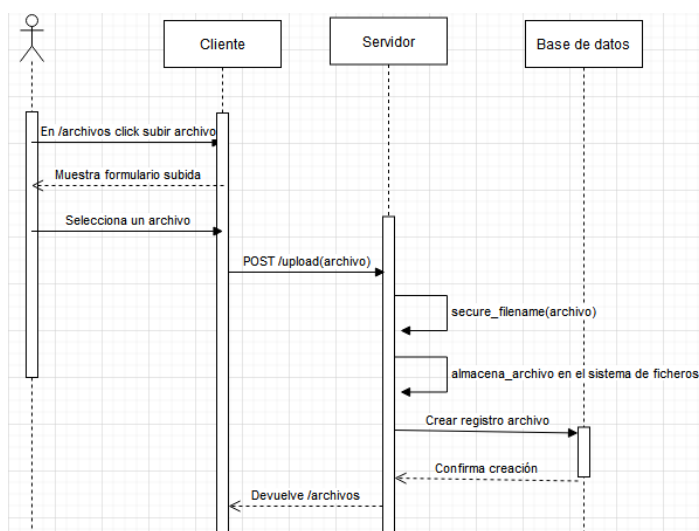 Cliente
Servidor
Base de datos
En /archivos click subir archivo
Muestra formulario subida
Selecciona un archivo
POST /upload(archivo)
secure_filename(archivo)
almacena_archivo en el sistema de ficheros
Crear registro archivo
Confirma creación
Devuelve /archivos